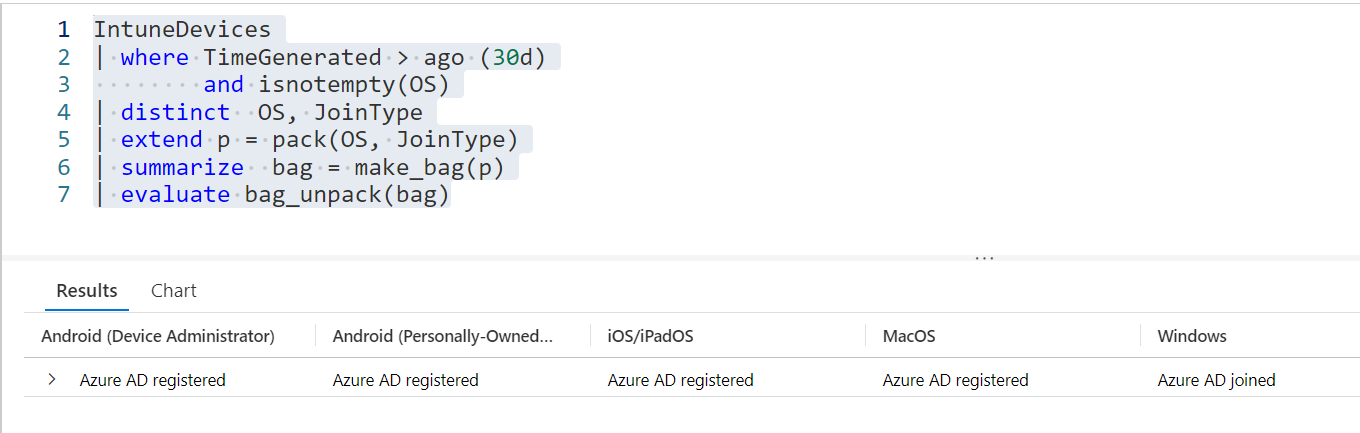 1 IntuneDevices
2 | where TimeGenerated > ago (30d)
3 and isnotempty(OS)
4 | distinct  OS, JoinType
5 | extend p = pack(OS, JoinType)
6 | summarize  bag = make_bag(p)
7 | evaluate bag_unpack(bag)
...
Results Chart
Android (Device Administrator) Android (Personally-Owned... iOS/iPadOS MacOS Windows
> Azure AD registered Azure AD registered Azure AD registered Azure AD registered Azure AD joined